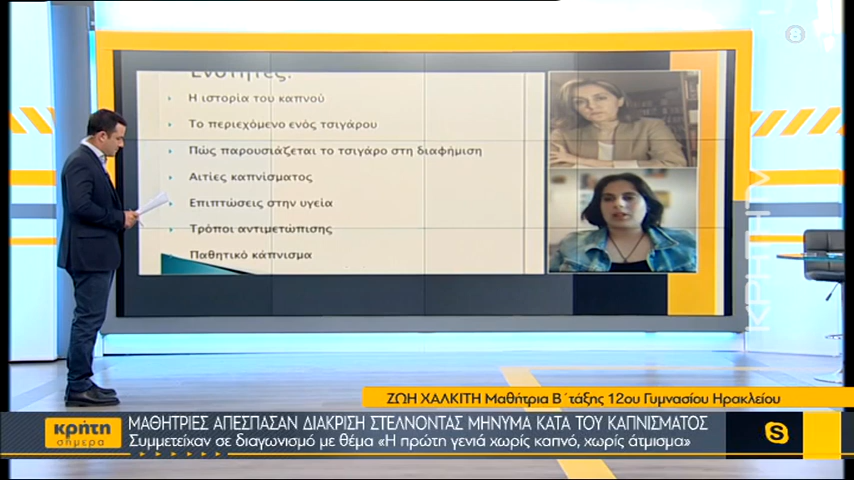 Ενότητες:
Η ιστορία του καπνού
Το περιεχόμενο ενός τσιγάρου
Πώς παρουσιάζεται το τσιγάρο στη διαφήμιση
Αιτίες καπνίσματος
Επιπτώσεις στην υγεία
Τρόποι αντιμετώπισης
Παθητικό κάπνισμα
8
ΚΡΗΤΗ TV
ΖΩΗ ΧΑΛΚΙΤΗ Μαθήτρια Β΄τάξης 12ου Γυμνασίου Ηρακλείου
κρήτη
σήμερα
ΜΑΘΗΤΡΙΕΣ ΑΠΕΣΠΑΣΑΝ ΔΙΑΚΡΙΣΗ ΣΤΕΛΝΟΝΤΑΣ ΜΗΝΥΜΑ ΚΑΤΑ ΤΟΥ ΚΑΠΝΙΣΜΑΤΟΣ
Συμμετείχαν σε διαγωνισμό με θέμα «Η πρώτη γενιά χωρίς καπνό, χωρίς άτμισμα»
S